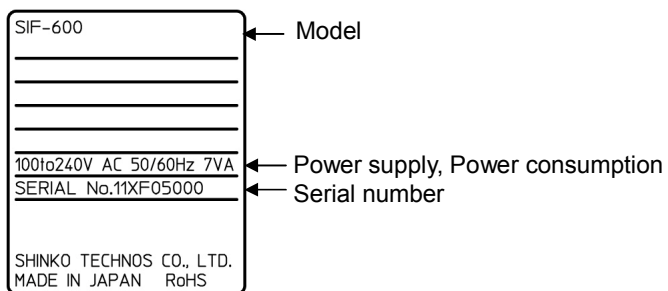 SIF-600
Model
100to240V AC 50/60Hz 7VA
Power supply, Power consumption
SERIAL No.11XF05000
Serial number
SHINKO TECHNOS CO., LTD.
MADE IN JAPAN RoHS